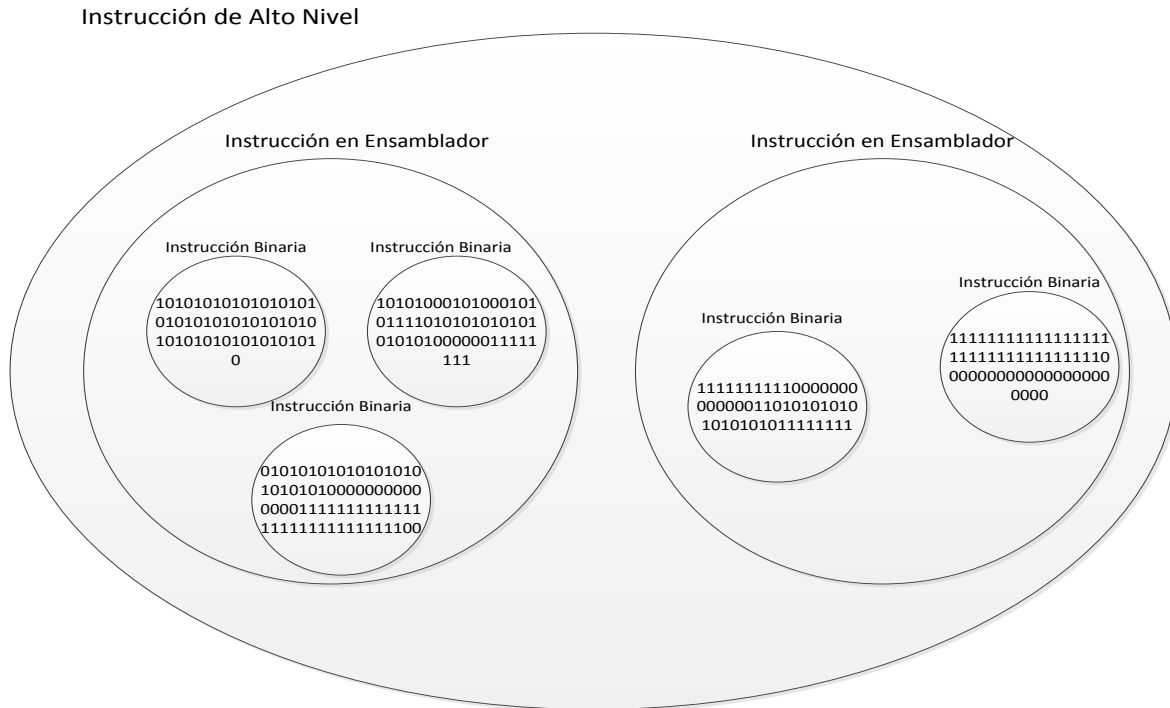 Instrucción de Alto Nivel
Instrucción en Ensamblador
Instrucción Binaria
10101010101010101
01010101010101010
10101010101010101
0
Instrucción Binaria
10101000101000101
01111010101010101
01010100000011111
111
Instrucción Binaria
01010101010101010
10101010000000000
00001111111111111
11111111111111100
Instrucción en Ensamblador
Instrucción Binaria
11111111110000000
00000011010101010
1010101011111111
Instrucción Binaria
11111111111111111
11111111111111110
00000000000000000
0000